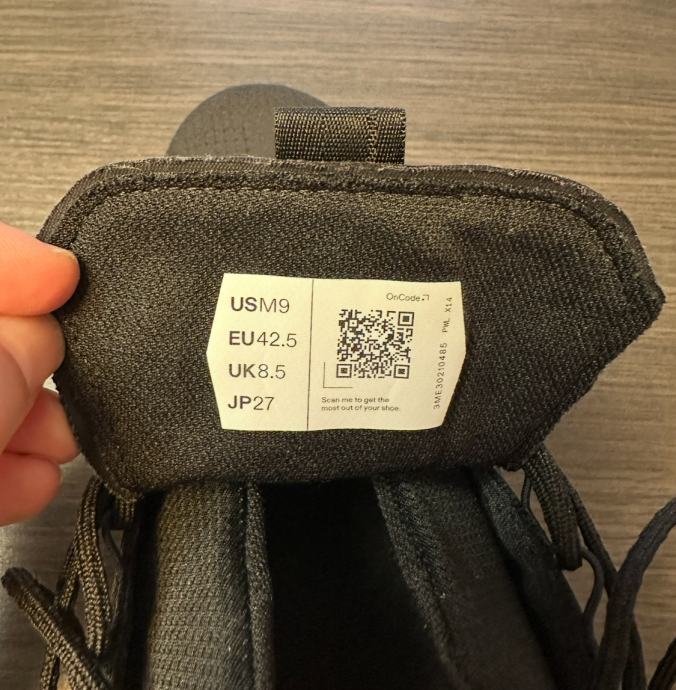 USM9
EU42.5
UK8.5
JP27
OnCode
Scan me to get the
most out of your shoe.
3ME30210485 PWL X14